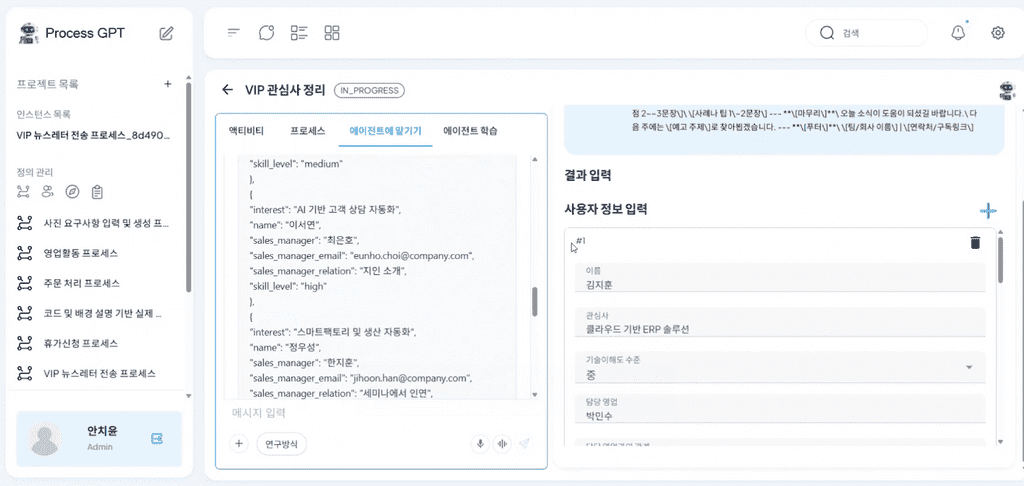 Process GPT
프로젝트 목록
+
인스턴스 목록
VIP 뉴스레터 전송 프로세스_8d490...
정의 관리
사진 요구사항 입력 및 생성 프...
영업활동 프로세스
주문 처리 프로세스
코드 및 배경 설명 기반 실제 ...
휴가신청 프로세스
VIP 뉴스레터 전송 프로세스
안치윤
Admin
검색
VIP 관심사 정리
IN_PROGRESS
액티비티 프로세스 에이전트에 맡기기 에이전트 학습
"skill_level": "medium"
},
{
"interest": "AI 기반 고객 상담 자동화",
"name": "이서연",
"sales_manager": "최은호",
"sales_manager_email": "eunho.choi@company.com",
"sales_manager_relation": "지인 소개",
"skill_level": "high"
},
{
"interest": "스마트팩토리 및 생산 자동화",
"name": "정우성",
"sales_manager": "한지훈",
"sales_manager_email": "jihoon.han@company.com",
"sales_manager_relation": "세미나에서 인연",
메시지 입력
+
연구방식
점 2~~3문장\]\ \[사례나 팁 1\~2문장\] --- **\[마무리\]**\ 오늘 소식이 도움이 되셨길 바랍니다.\ 다
음 주에는 \[예고 주제\]로 찾아뵙겠습니다. --- **\[푸터\]**\ \[팀/회사 이름\] | \[연락처/구독링크\]
결과 입력
사용자 정보 입력
#1
이름
김지훈
관심사
클라우드 기반 ERP 솔루션
기술이해도 수준
중
담당 영업
박민수